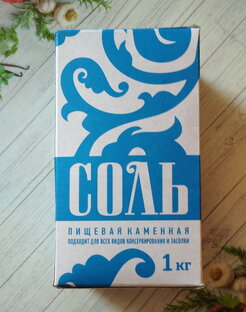 СОЛЬ
ПИЩЕВАЯ КАМЕННАЯ
ПОДХОДИТ ДЛЯ ВСЕХ ВИДОВ КОНСЕРВИРОВАНИЯ И ЗАСОЛКИ
1 КГ